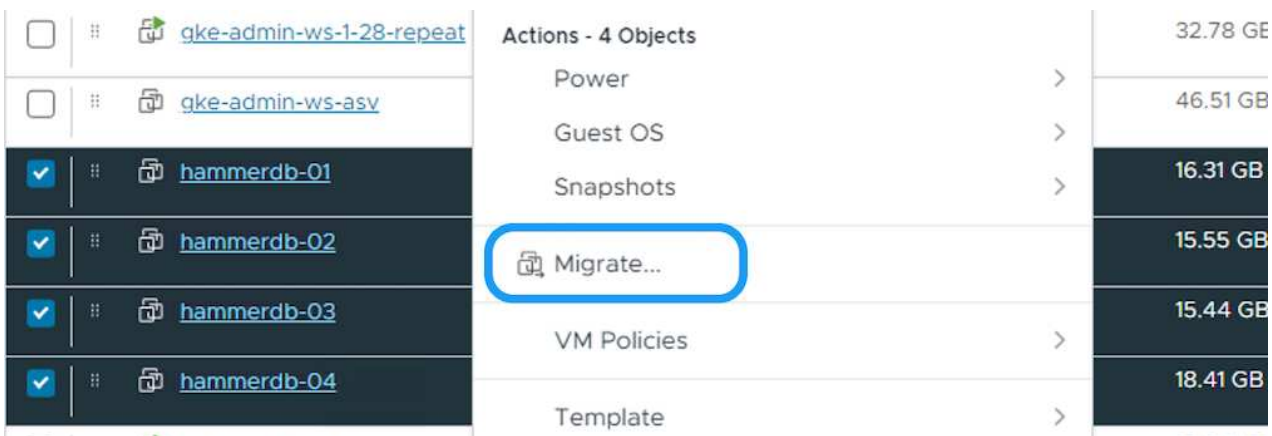 gke-admin-ws-1-28-repeat
Actions - 4 Objects
32.78 GB
Power
gke-admin-ws-asv
46.51 GB
Guest OS
hammerdb-01
16.31 GB
Snapshots
hammerdb-02
15.55 GB
Migrate...
hammerdb-03
15.44 GB
VM Policies
hammerdb-04
18.41 GB
Template